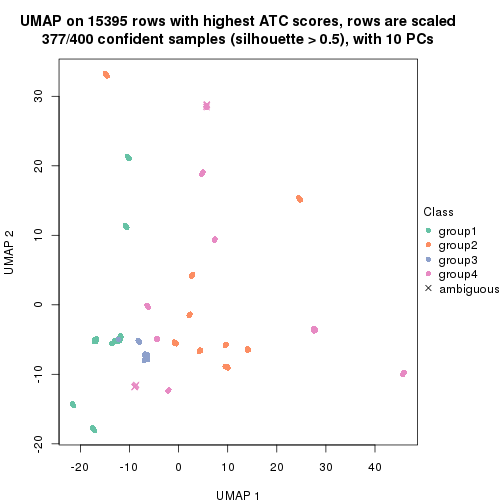 UMAP on 15395 rows with highest ATC scores, rows are scaled
377/400 confident samples (silhouette > 0.5), with 10 PCs
30
20
10
0
-10
-20
UMAP 2
-20
-10
0
10
20
30
40
UMAP 1
Class
group1
group2
group3
group4
ambiguous